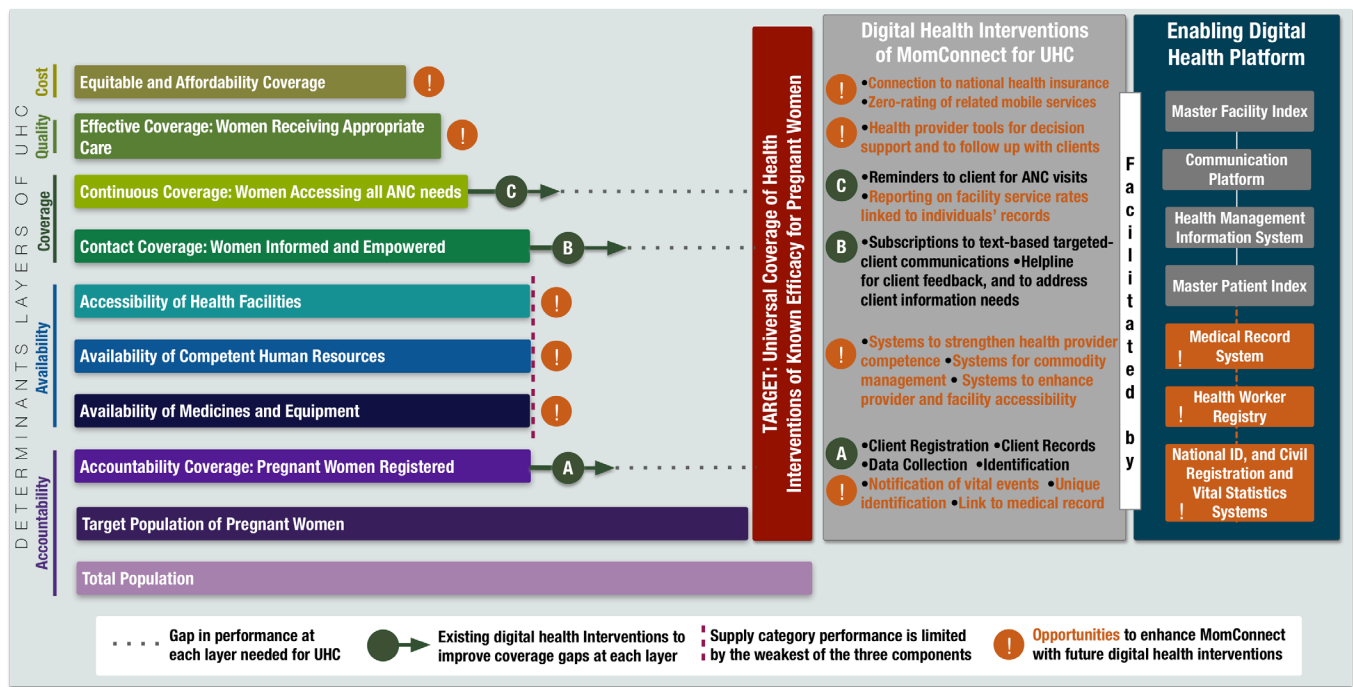 DETERMINANTS LAYERS OF UHC
Cost
Equitable and Affordability Coverage
!
Quality
Effective Coverage: Women Receiving Appropriate
Care
!
Coverage
Continuous Coverage: Women Accessing all ANC needs
C
Contact Coverage: Women Informed and Empowered
B
Availability
Accessibility of Health Facilities
!
Availability of Competent Human Resources
!
Availability of Medicines and Equipment
!
Accountability
Accountability Coverage: Pregnant Women Registered
A
Target Population of Pregnant Women
Total Population
TARGET: Universal Coverage of Health
Interventions of Known Efficacy for Pregnant Women
Digital Health Interventions
of MomConnect for UHC
!
•Connection to national health insurance
•Zero-rating of related mobile services
!
•Health provider tools for decision
support and to follow up with clients
C
•Reminders to client for ANC visits
•Reporting on facility service rates
linked to individuals’ records
B
•Subscriptions to text-based targeted-
client communications •Helpline
for client feedback, and to address
client information needs
!
•Systems to strengthen health provider
competence •Systems for commodity
management • Systems to enhance
provider and facility accessibility
A
•Client Registration •Client Records
•Data Collection •Identification
!
•Notification of vital events •Unique
identification •Link to medical record
Facilitated by
Enabling Digital
Health Platform
Master Facility Index
Communication
Platform
Health Management
Information System
Master Patient Index
Medical Record
! System
Health Worker
! Registry
National ID, and Civil
Registration and
Vital Statistics
! Systems
Gap in performance at
each layer needed for UHC
Existing digital health Interventions to
improve coverage gaps at each layer
Supply category performance is limited
by the weakest of the three components
!
Opportunities to enhance MomConnect
with future digital health interventions